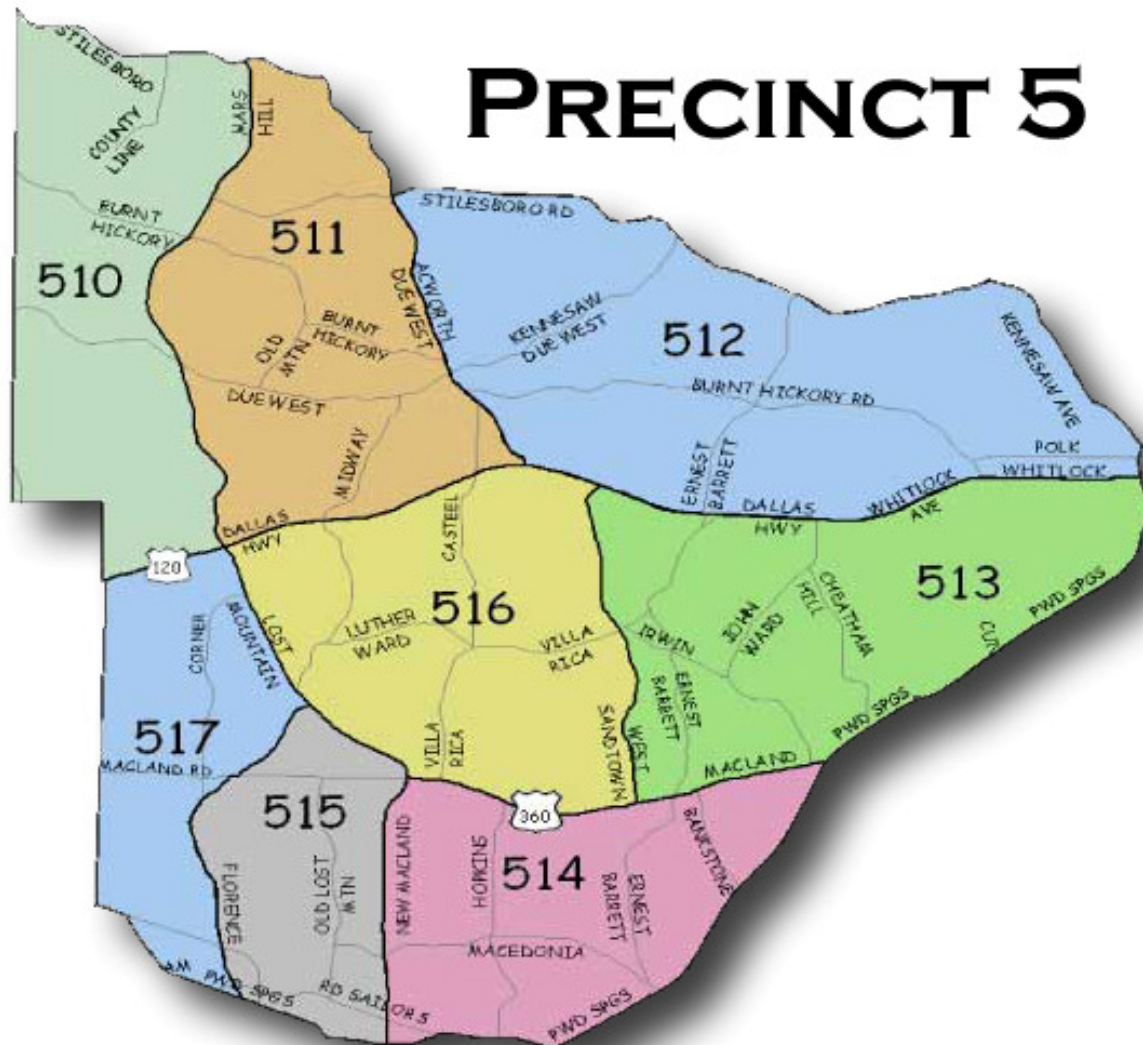 PRECINCT 5
STILESBORO
COUNTY
LINE
MARS
HILL
BURNT
HICKORY
510
511
STILESBORO RD
ACWORTH
DUE WEST
KENNESAW
DUE WEST
512
KENNESAW AVE
OLD
MTN
BURNT
HICKORY
DUE WEST
BURNT HICKORY RD
POLK
WHITLOCK
WHITLOCK
AVE
MIDWAY
CASTEEL
ERNEST
BARRETT
DALLAS
HWY
DALLAS
HWY
120
513
PWD SPGS
CHEATHAM
HILL
JOHN
WARD
IRWIN
516
LUTHER
WARD
VILLA
RICA
LOST
MOUNTAIN
CORNER
ERNEST
BARRETT
PWD SPGS
MACLAND
WEST
SANDTOWN
VILLA
RICA
517
MACLAND RD
515
360
514
NEW MACLAND
HOPKINS
BANKSTONE
ERNEST
BARRETT
OLD LOST
MTN
FLORENCE
MACEDONIA
PWD SPGS
RD SAILORS
PWD SPGS